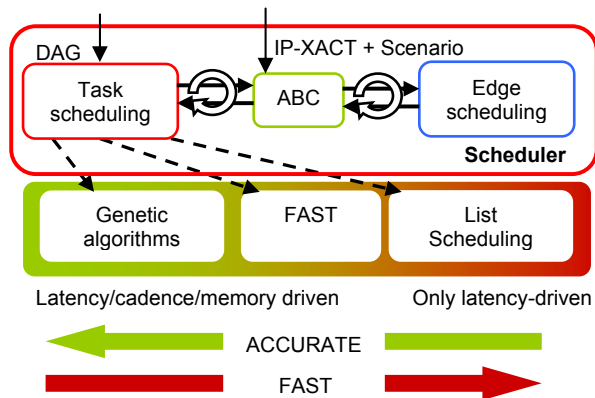 DAG
IP-XACT + Scenario
Task
scheduling
ABC
Edge
scheduling
Scheduler
Genetic
algorithms
FAST
List
Scheduling
Latency/cadence/memory driven
Only latency-driven
ACCURATE
FAST